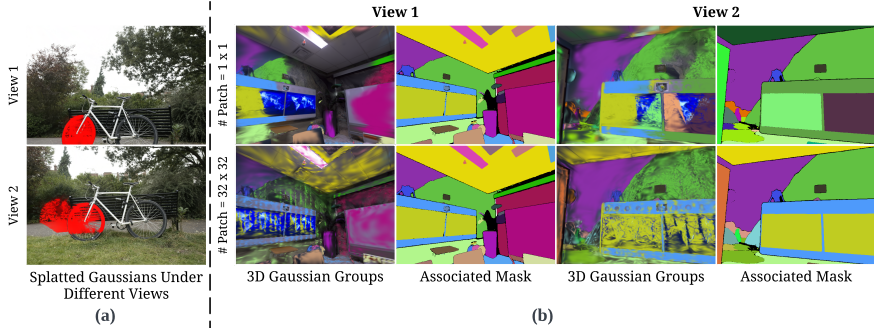 View 1
View 2
View 1
View 2
Splatted Gaussians Under
Different Views
(a)
# Patch = 1 x 1
# Patch = 32 x 32
3D Gaussian Groups
Associated Mask
3D Gaussian Groups
Associated Mask
(b)